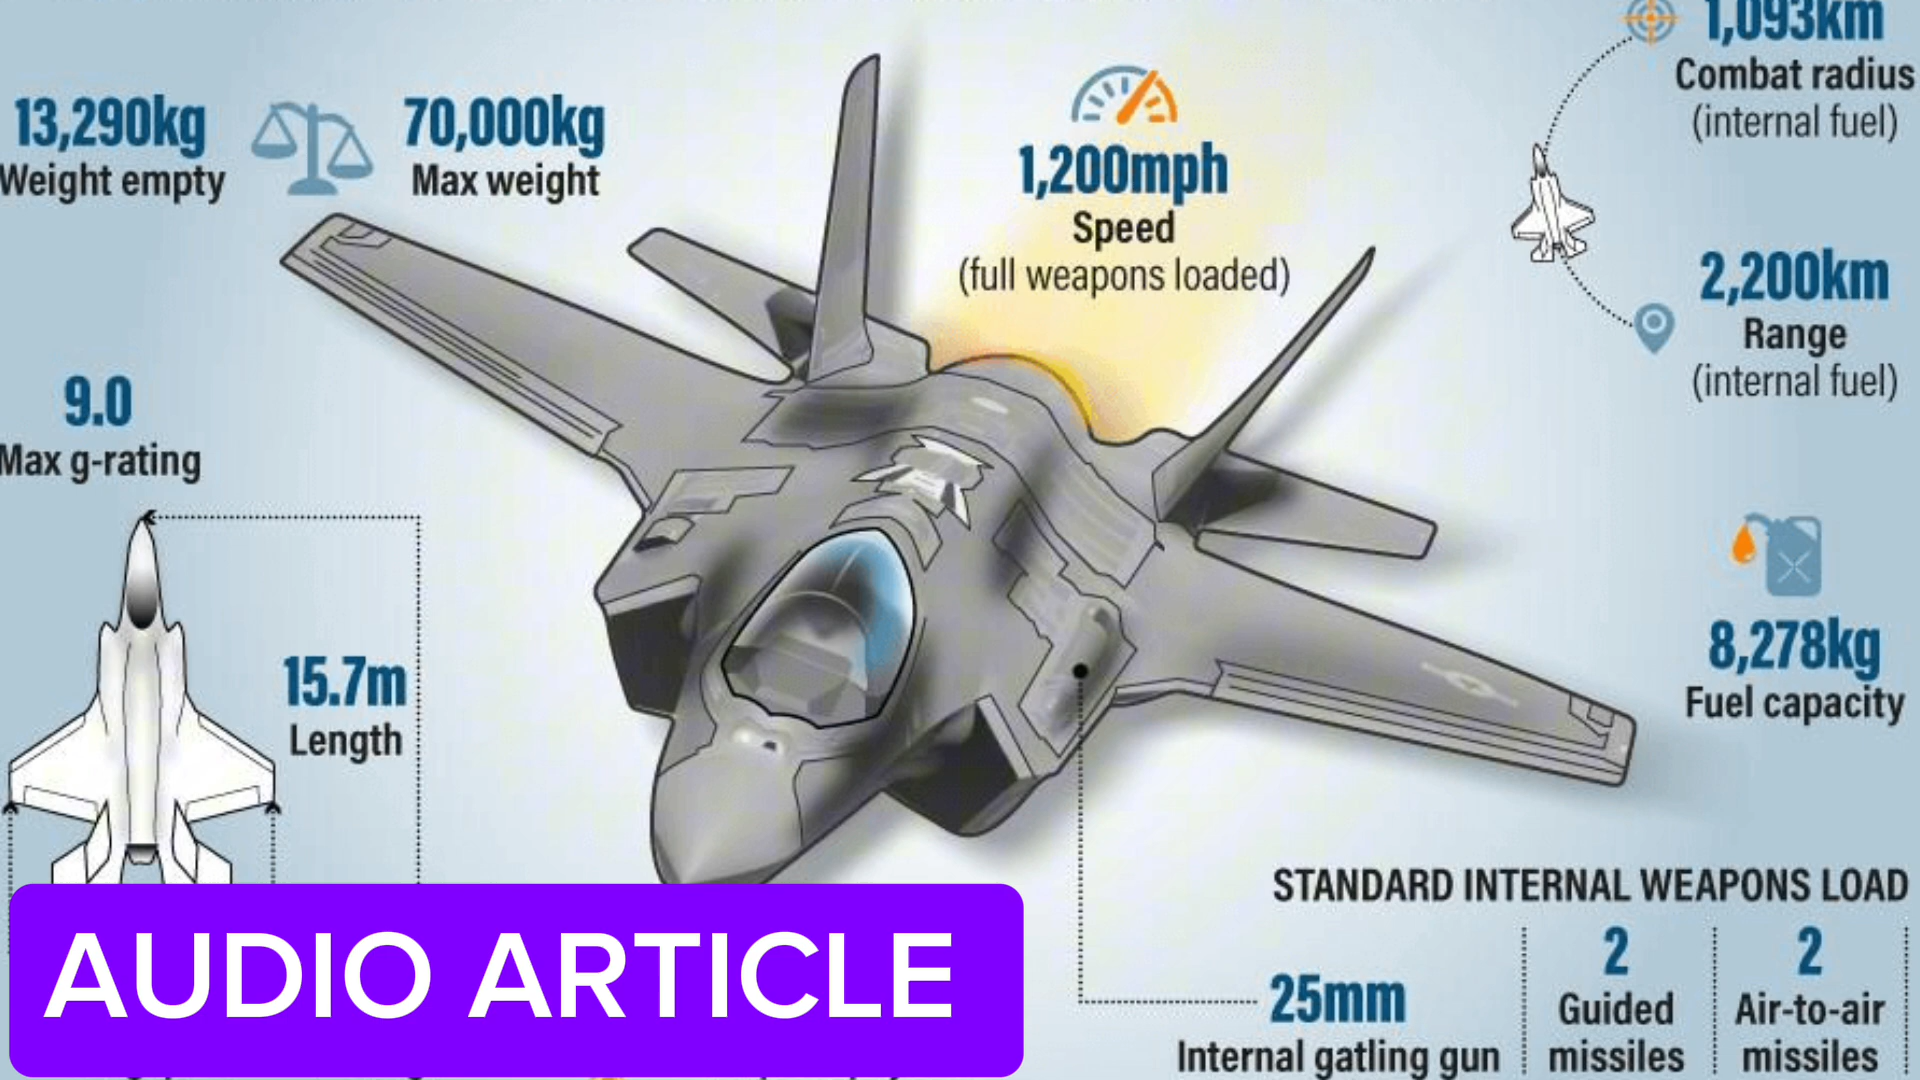 1,093km
Combat radius
(internal fuel)
13,290kg
Weight empty
70,000kg
Max weight
1,200mph
Speed
(full weapons loaded)
2,200km
Range
(internal fuel)
9.0
Max g-rating
15.7m
Length
8,278kg
Fuel capacity
STANDARD INTERNAL WEAPONS LOAD
25mm
Internal gatling gun
2
Guided
missiles
2
Air-to-air
missiles
AUDIO ARTICLE